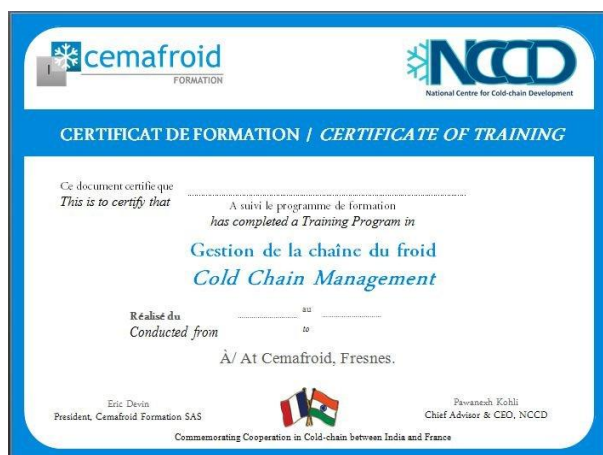 cemafroid
FORMATION
NCCD
National Centre for Cold-chain Development
CERTIFICAT DE FORMATION / CERTIFICATE OF TRAINING
Ce document certifie que
This is to certify that
A suivi le programme de formation
has completed a Training Program in
Gestion de la chaîne du froid
Cold Chain Management
Réalisé du au
Conducted from to
À/ At Cemafroid, Fresnes.
Eric Devin
President, Cemafroid Formation SAS
Pawanexh Kohli
Chief Advisor & CEO, NCCD
Commemorating Cooperation in Cold-chain between India and France